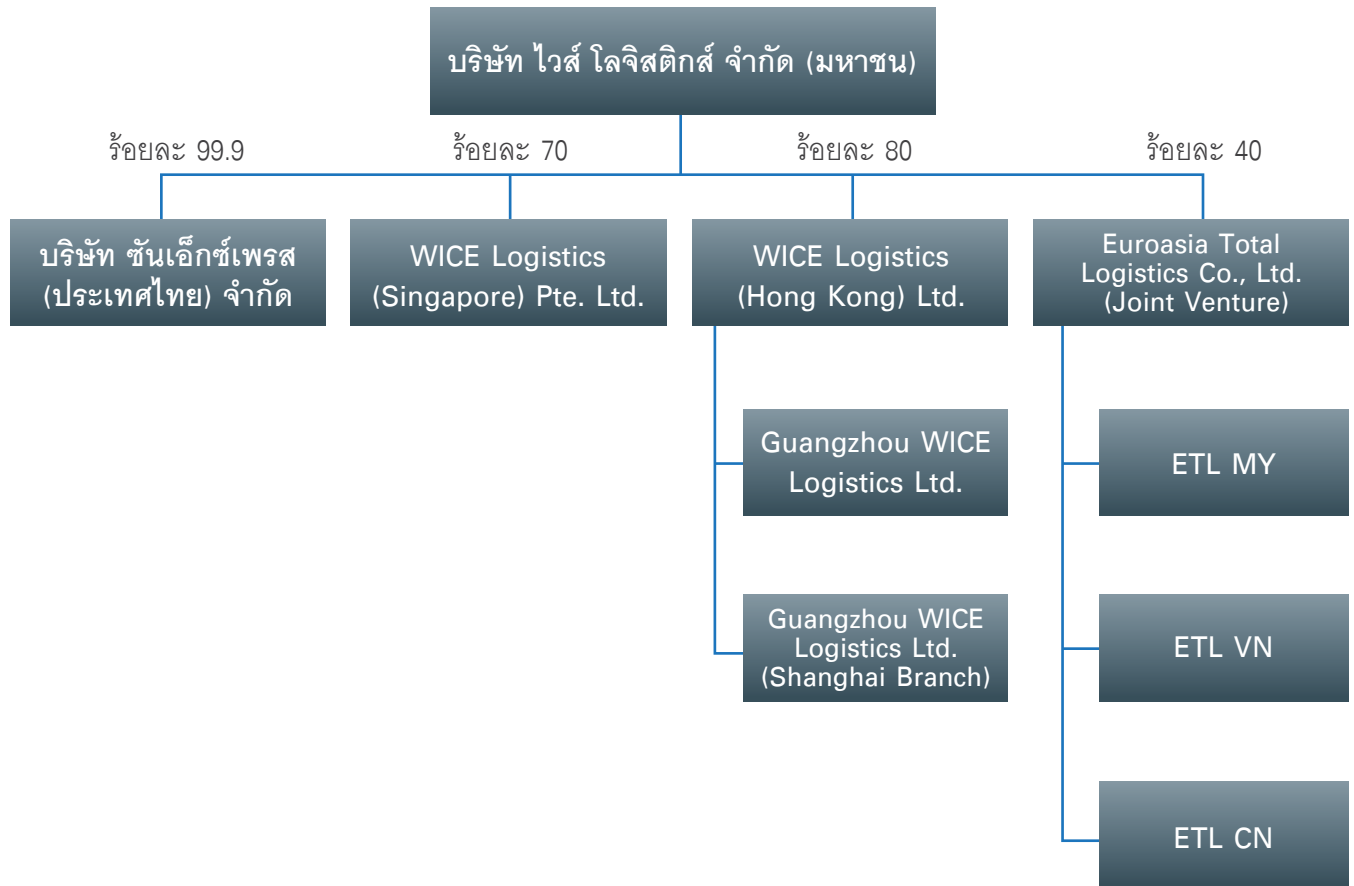 บริษัท ไวส์ โลจิสติกส์ จำกัด (มหาชน)
ร้อยละ 99.9
ร้อยละ 70
ร้อยละ 80
ร้อยละ 40
บริษัท ซันเอ็กซ์เพรส
(ประเทศไทย) จำกัด
WICE Logistics
(Singapore) Pte. Ltd.
WICE Logistics
(Hong Kong) Ltd.
Euroasia Total
Logistics Co., Ltd.
(Joint Venture)
Guangzhou WICE
Logistics Ltd.
ETL MY
Guangzhou WICE
Logistics Ltd.
(Shanghai Branch)
ETL VN
ETL CN